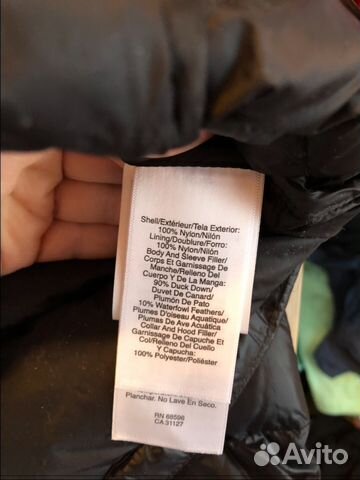 Shell/Extérieur/Tela Exterior:
100% Nylon/Nilón
Lining/Doublure/Forro:
100% Nylon/Nilón
Body And Sleeve Filler/
Corps Et Garnissage De
Manche/Relleno Del
Cuerpo Y De La Manga:
90% Duck Down/
Duvet De Canard/
Plumón De Pato
10% Waterfowl Feathers/
Plumes D'oiseau Aquatique/
Plumas De Ave Acuática
Collar And Hood Filler/
Garnissage De Capuche Et
Col/Relleno Del Cuello
Y Capucha:
100% Polyester/Poliéster
Planchar. No Lave En Seco.
RN 68596
CA 31127
Avito